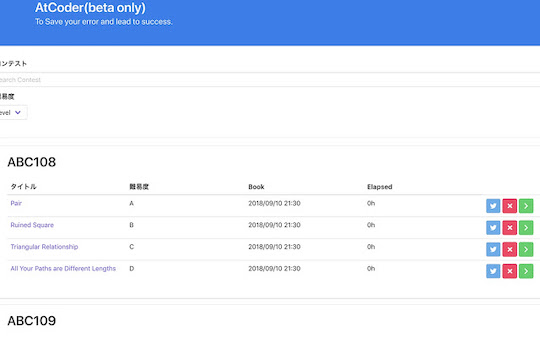 AtCoder(beta only)
To Save your error and lead to success.
ンテスト
earch Contest
易度
evel
ABC108
タイトル 難易度 Book Elapsed
Pair A 2018/09/10 21:30 0h
Ruined Square B 2018/09/10 21:30 0h
Triangular Relationship C 2018/09/10 21:30 0h
All Your Paths are Different Lengths D 2018/09/10 21:30 0h
ABC109